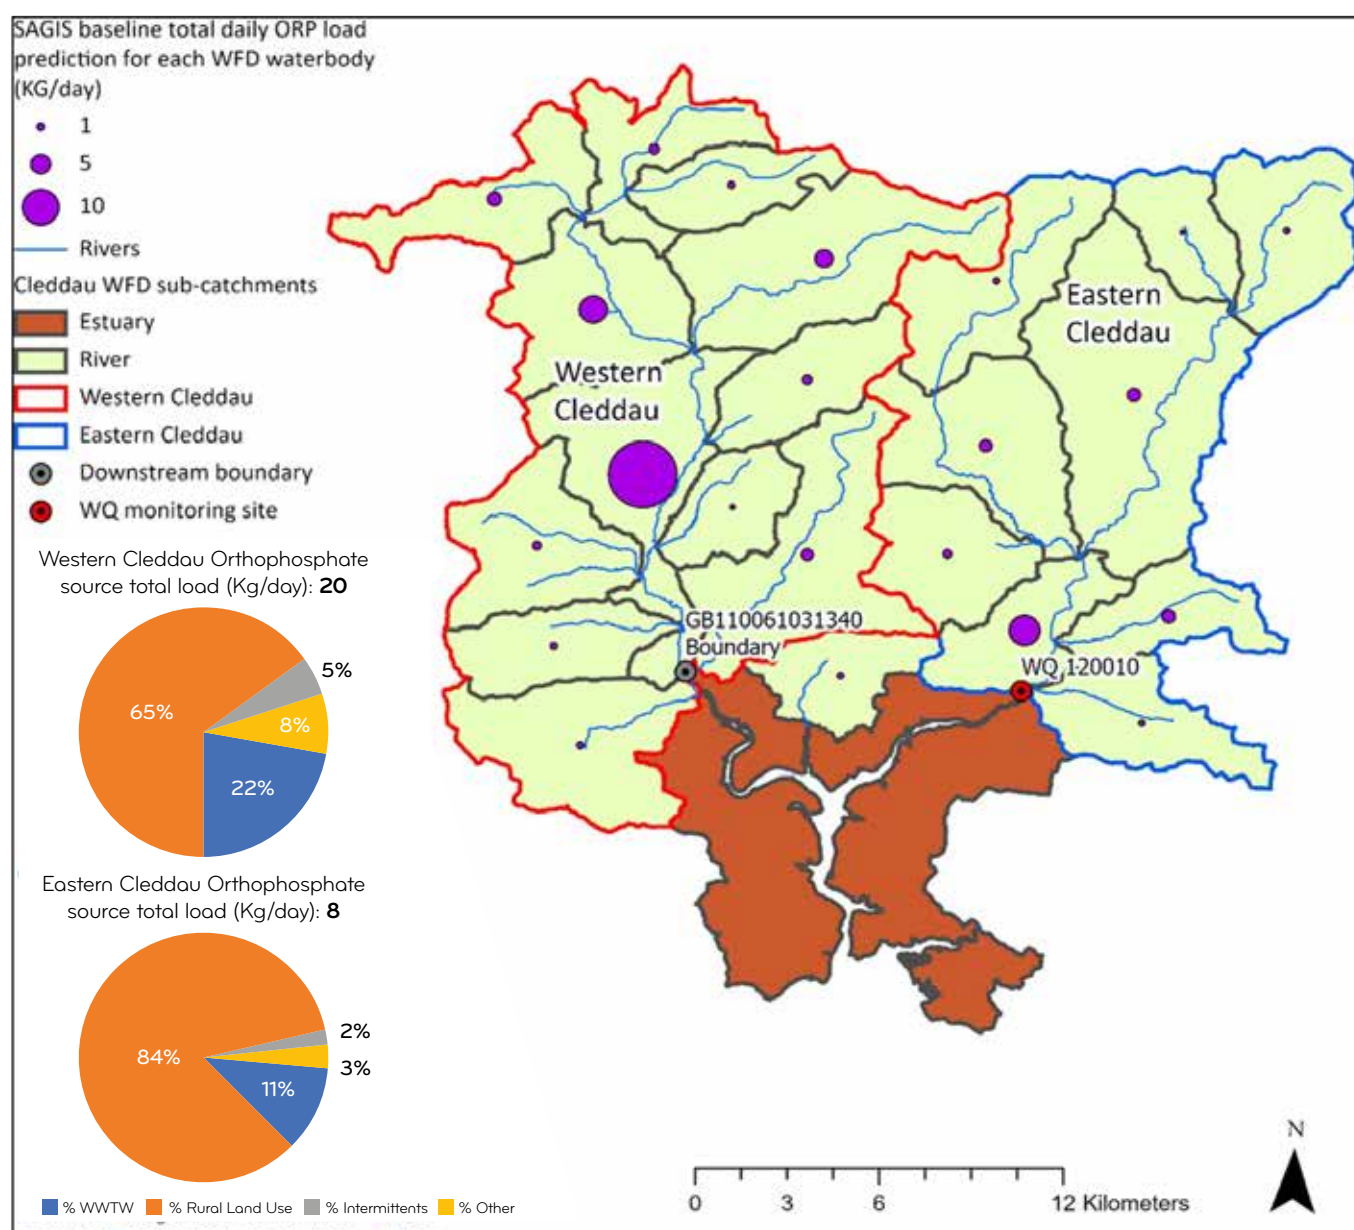 SAGIS baseline total daily ORP load
prediction for each WFD waterbody
(KG/day)
1
5
10
Rivers
Cleddau WFD sub-catchments
Estuary
River
Western Cleddau
Eastern Cleddau
Downstream boundary
WQ monitoring site
Western
Cleddau
Eastern
Cleddau
GB110061031340
Boundary
WQ 120010
Western Cleddau Orthophosphate
source total load (Kg/day): 20
65%
5%
8%
22%
Eastern Cleddau Orthophosphate
source total load (Kg/day): 8
84%
2%
3%
11%
% WWTW % Rural Land Use % Intermittents % Other
N
0 3 6 12 Kilometers